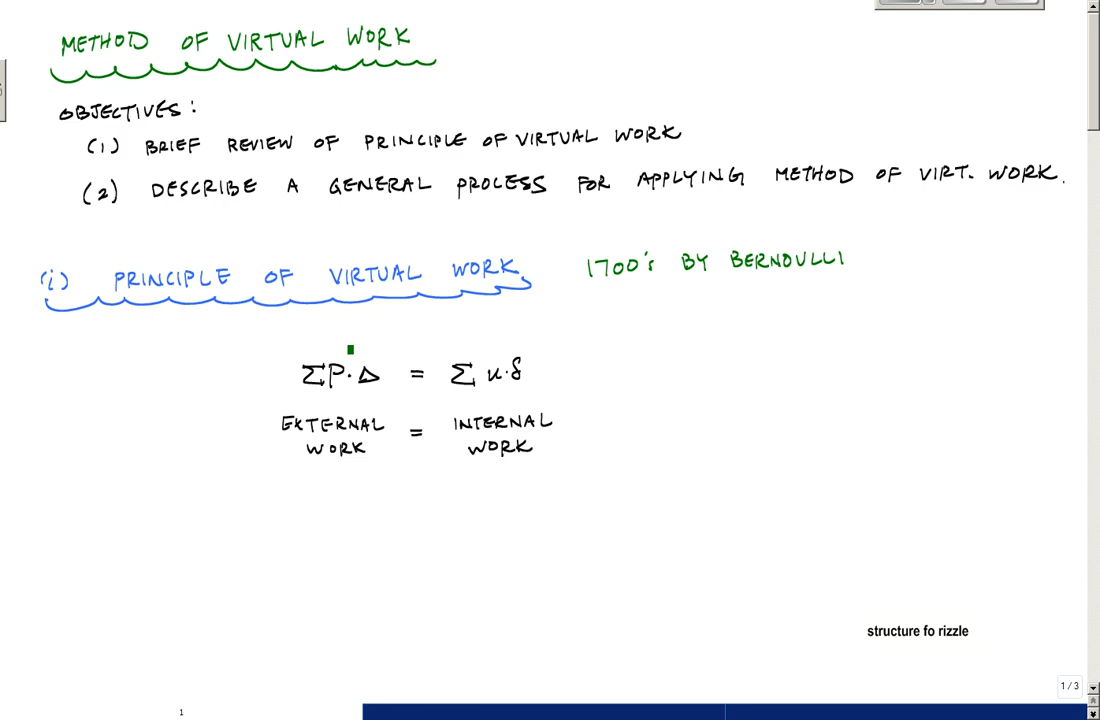 METHOD OF VIRTUAL WORK
OBJECTIVES:
(1) BRIEF REVIEW OF PRINCIPLE OF VIRTUAL WORK
(2) DESCRIBE A GENERAL PROCESS FOR APPLYING METHOD OF VIRT. WORK.
(i) PRINCIPLE OF VIRTUAL WORK 1700's BY BERNOULLI
ΣP·Δ = Σ u·δ
EXTERNAL WORK = INTERNAL WORK
structure fo rizzle
1/3
1